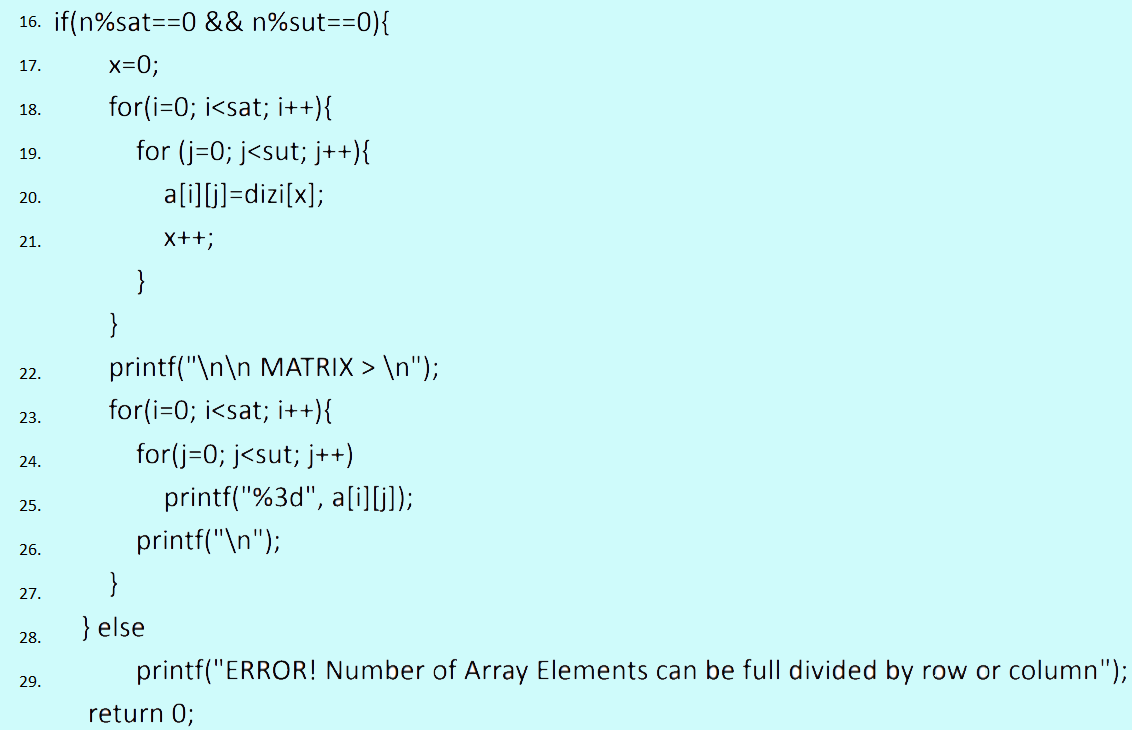 16. if(n%sat==0 && n%sut==0){
17. x=0;
18. for(i=0; i<sat; i++){
19. for (j=0; j<sut; j++){
20. a[i][j]=dizi[x];
21. x++;
}
}
22. printf("\n\n MATRIX > \n");
23. for(i=0; i<sat; i++){
24. for(j=0; j<sut; j++)
25. printf("%3d", a[i][j]);
26. printf("\n");
27. }
28. } else
29. printf("ERROR! Number of Array Elements can be full divided by row or column");
return 0;